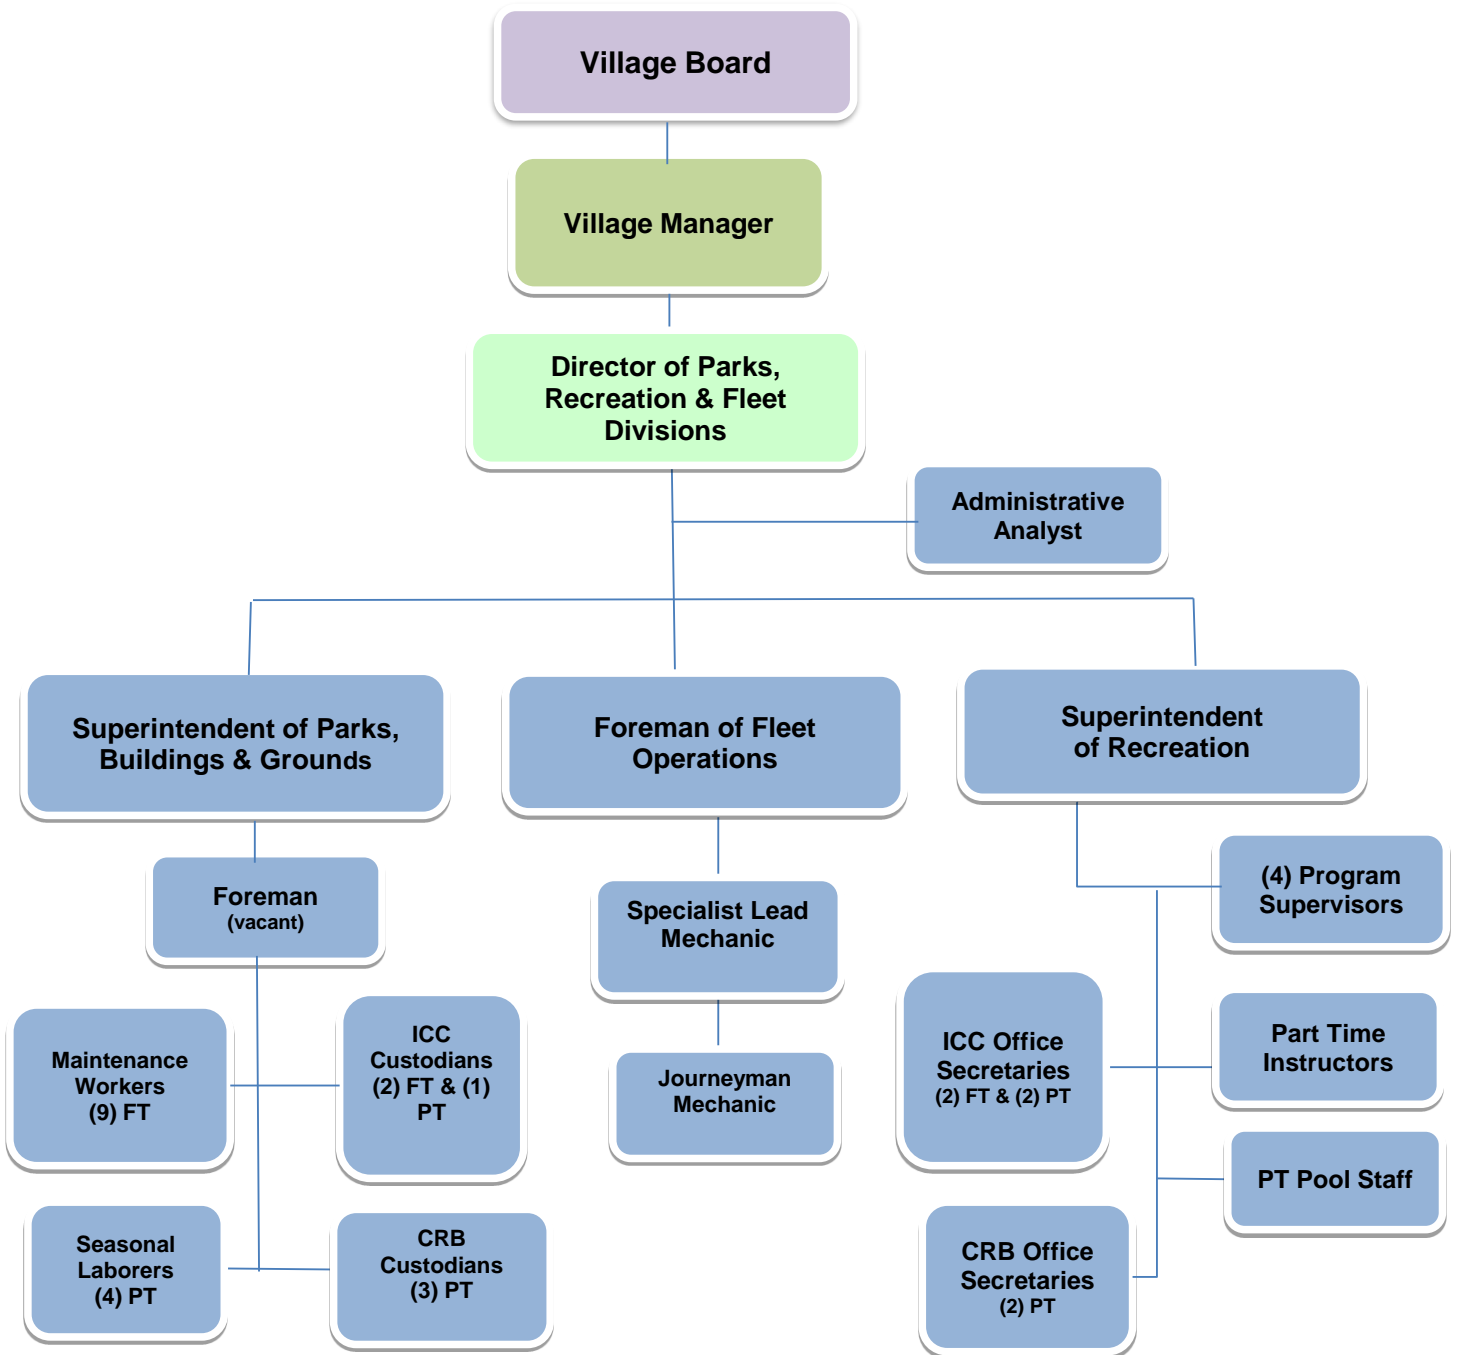 Village Board
Village Manager
Director of Parks,
Recreation & Fleet
Divisions
Administrative
Analyst
Superintendent of Parks,
Buildings & Grounds
Foreman of Fleet
Operations
Superintendent
of Recreation
Foreman
(vacant)
Specialist Lead
Mechanic
(4) Program
Supervisors
Maintenance
Workers
(9) FT
ICC
Custodians
(2) FT & (1)
PT
Journeyman
Mechanic
ICC Office
Secretaries
(2) FT & (2) PT
Part Time
Instructors
PT Pool Staff
Seasonal
Laborers
(4) PT
CRB
Custodians
(3) PT
CRB Office
Secretaries
(2) PT